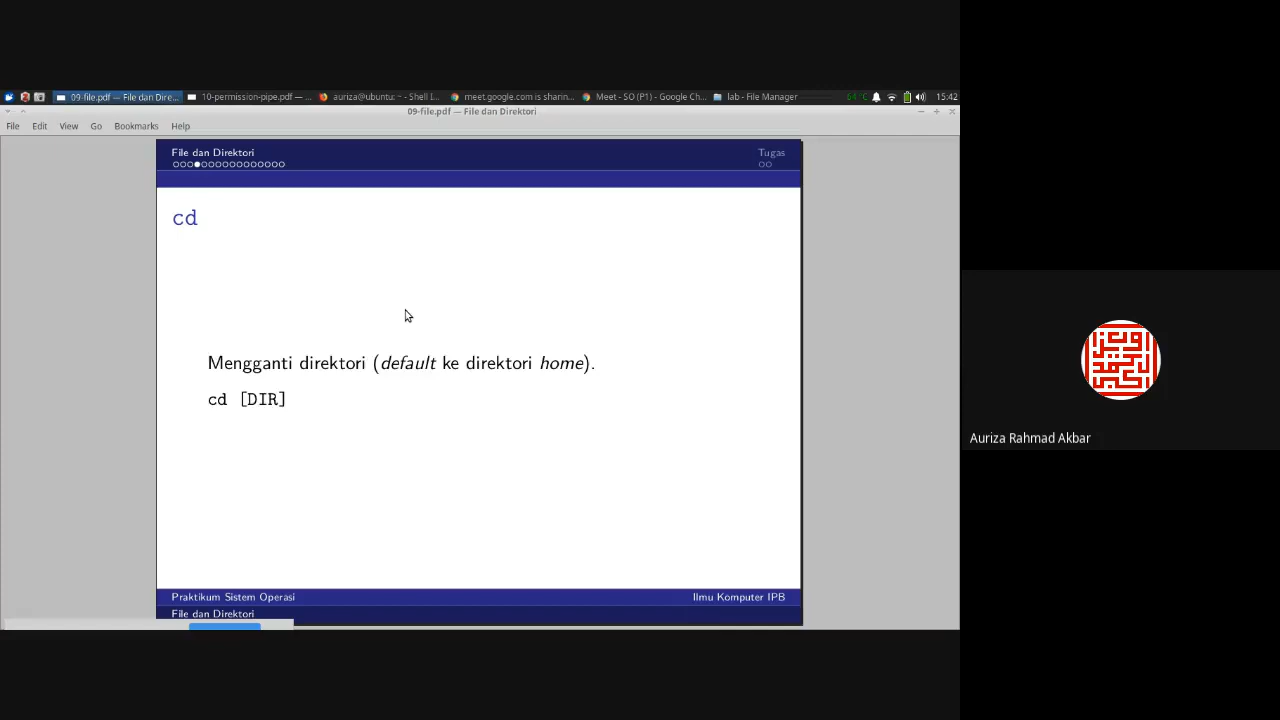 09-file.pdf — File dan Dire...
10-permission-pipe.pdf — ...
auriza@ubuntu: ~ - Shell I...
meet.google.com is sharin...
Meet - SO (P1) - Google Ch...
lab - File Manager
64°C
15:42
09-file.pdf — File dan Direktori
File Edit View Go Bookmarks Help
File dan Direktori
Tugas
cd
Mengganti direktori (default ke direktori home).
cd [DIR]
Praktikum Sistem Operasi
Ilmu Komputer IPB
File dan Direktori
Auriza Rahmad Akbar